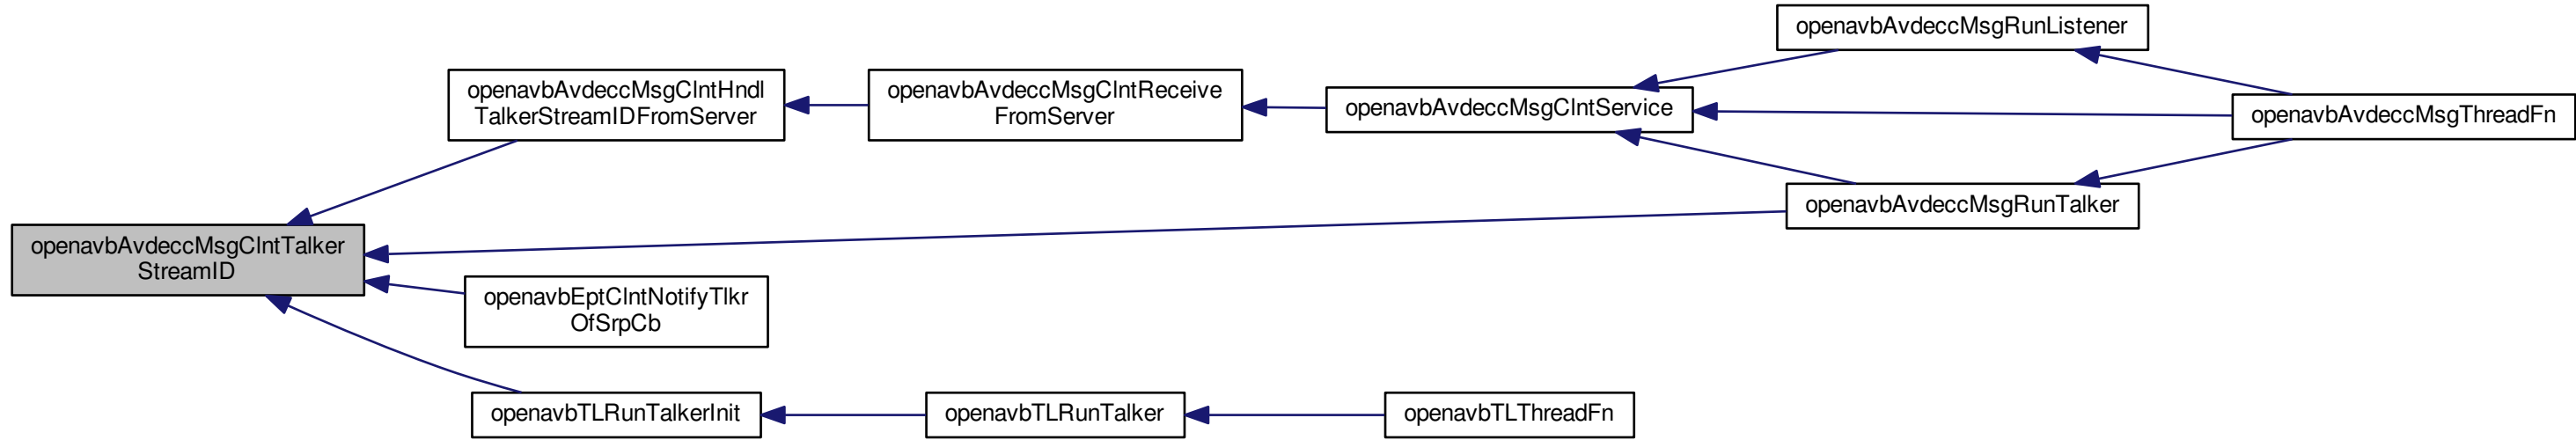 openavbAvdeccMsgRunListener
openavbAvdeccMsgClntHndl
TalkerStreamIDFromServer
openavbAvdeccMsgClntReceive
FromServer
openavbAvdeccMsgClntService
openavbAvdeccMsgThreadFn
openavbAvdeccMsgRunTalker
openavbAvdeccMsgClntTalker
StreamID
openavbEptClntNotifyTlkr
OfSrpCb
openavbTLRunTalkerInit
openavbTLRunTalker
openavbTLThreadFn